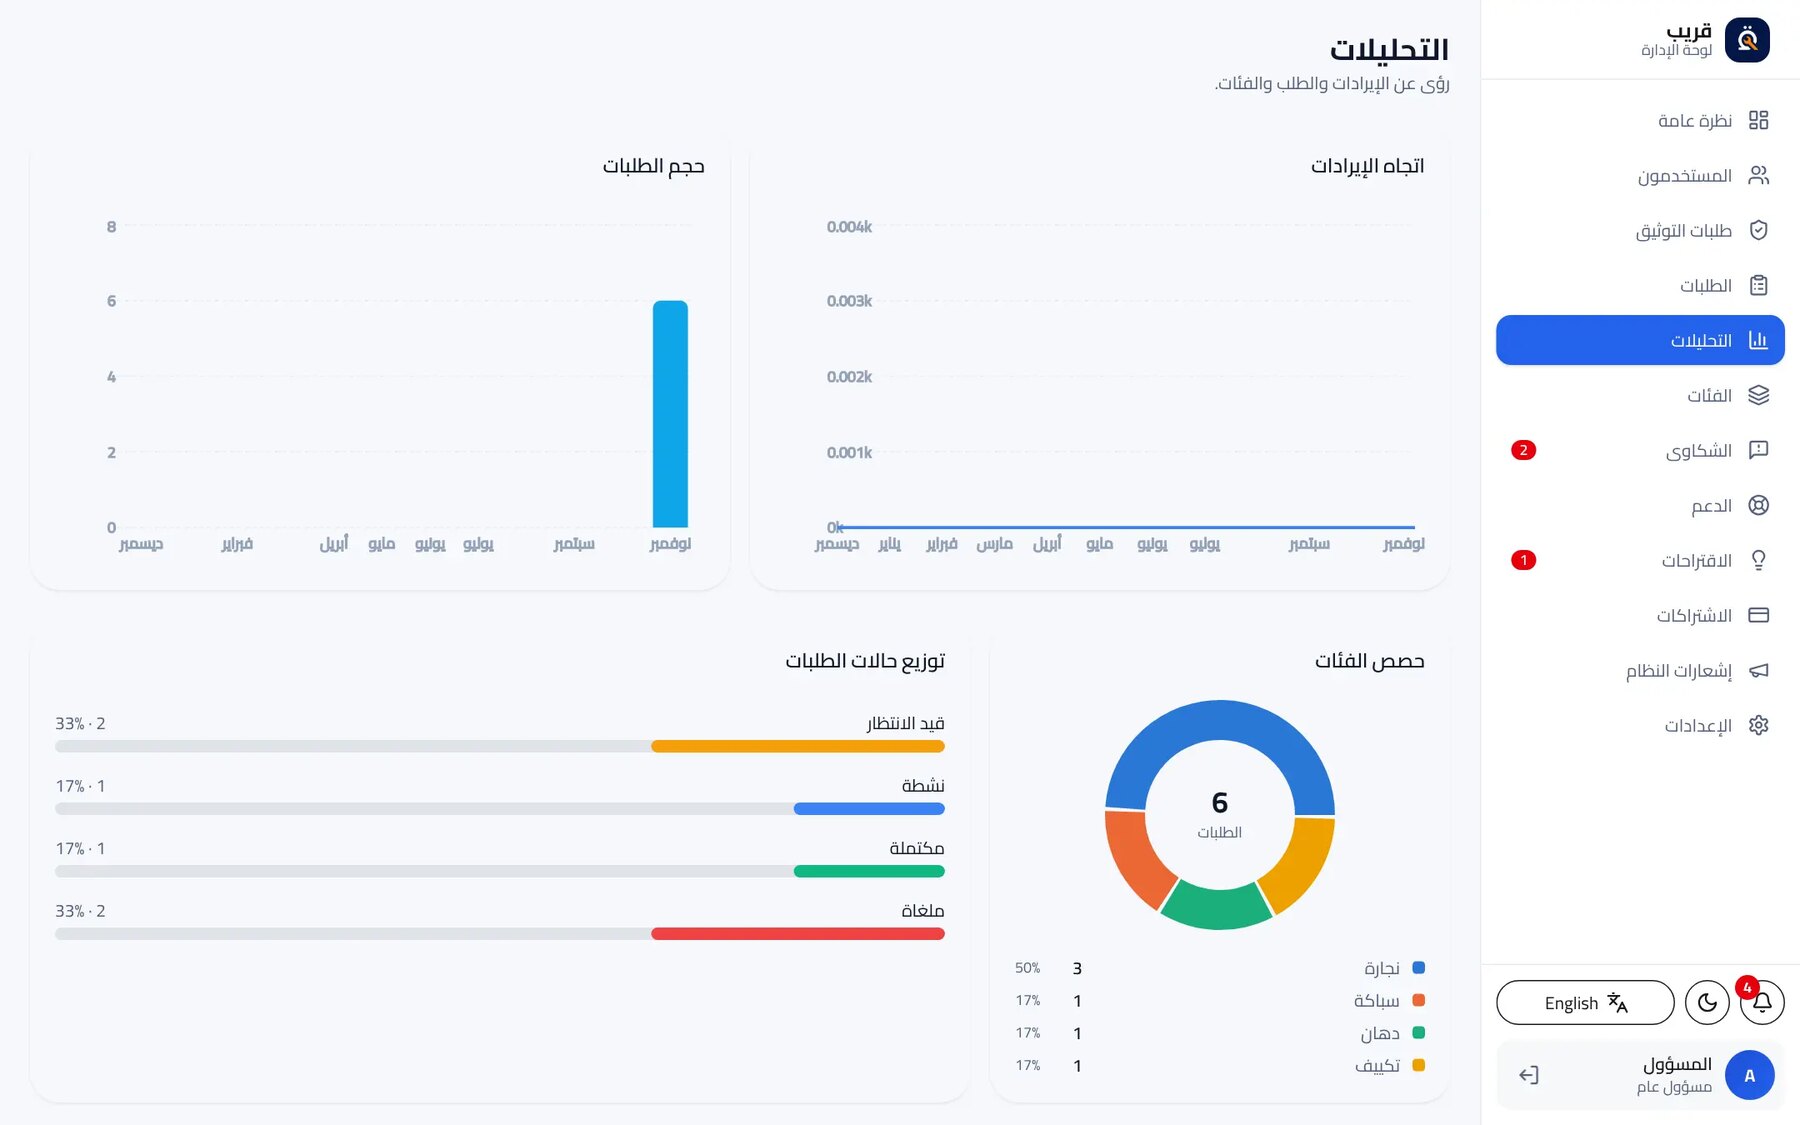 قريب
لوحة الإدارة
نظرة عامة
المستخدمون
طلبات التوثيق
الطلبات
التحليلات
الفئات
الشكاوى
2
الدعم
الاقتراحات
1
الاشتراكات
إشعارات النظام
الإعدادات
4
English
A
المسؤول
مسؤول عام
التحليلات
رؤى عن الإيرادات والطلب والفئات.
اتجاه الإيرادات
0.004k
0.003k
0.002k
0.001k
0k
نوفمبر سبتمبر يوليو يونيو مايو أبريل مارس فبراير يناير ديسمبر
حجم الطلبات
8
6
4
2
0
نوفمبر سبتمبر يوليو يونيو مايو أبريل فبراير ديسمبر
حصص الفئات
6
الطلبات
نجارة 3 50%
سباكة 1 17%
دهان 1 17%
تكييف 1 17%
توزيع حالات الطلبات
قيد الانتظار 2 · 33%
نشطة 1 · 17%
مكتملة 1 · 17%
ملغاة 2 · 33%